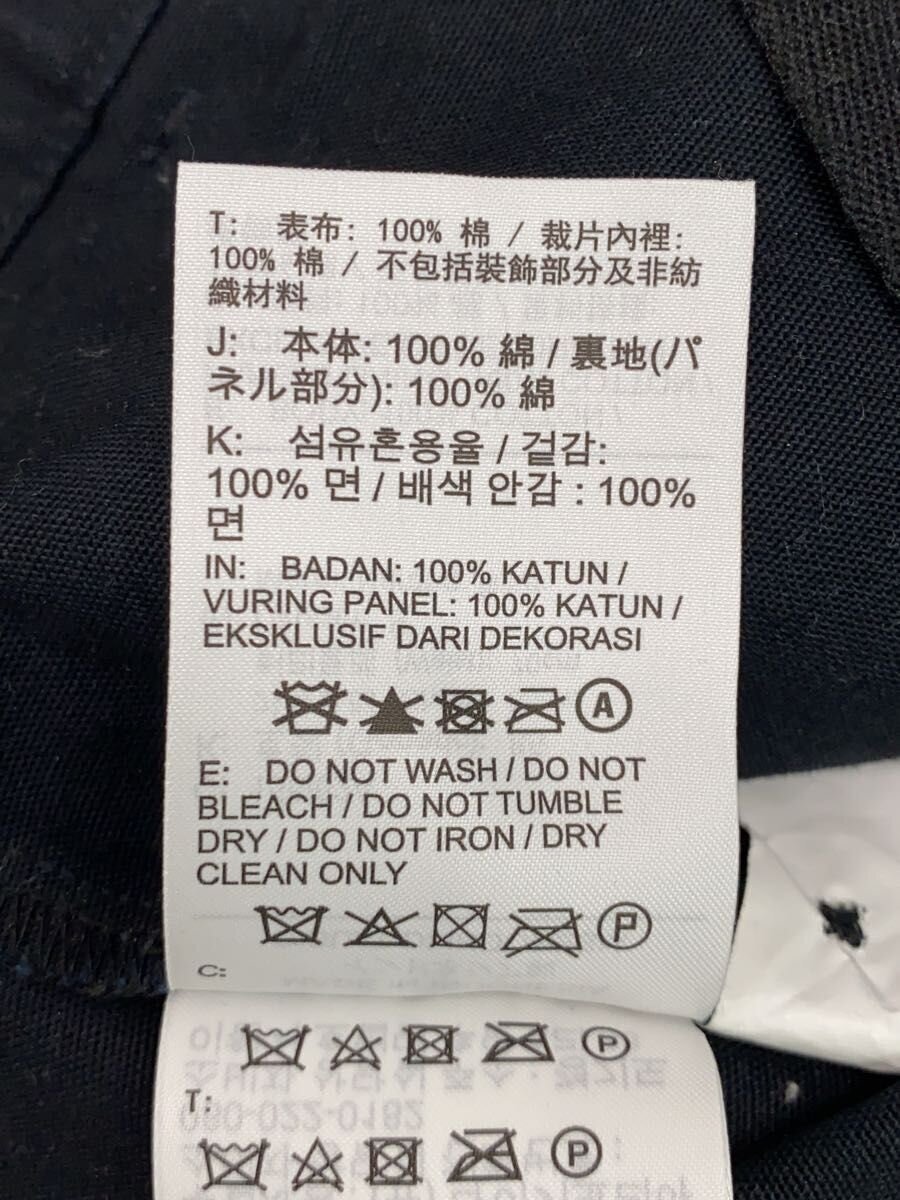 T: 表布: 100% 棉 / 裁片內裡:
100% 棉 / 不包括裝飾部分及非紡
織材料
J: 本体: 100% 綿 / 裏地(パ
ネル部分): 100% 綿
K: 섬유혼용율 / 겉감:
100% 면 / 배색 안감 : 100%
면
IN: BADAN: 100% KATUN /
VURING PANEL: 100% KATUN /
EKSKLUSIF DARI DEKORASI
A
E: DO NOT WASH / DO NOT
BLEACH / DO NOT TUMBLE
DRY / DO NOT IRON / DRY
CLEAN ONLY
P
C:
P
T:
080-022-0182
P